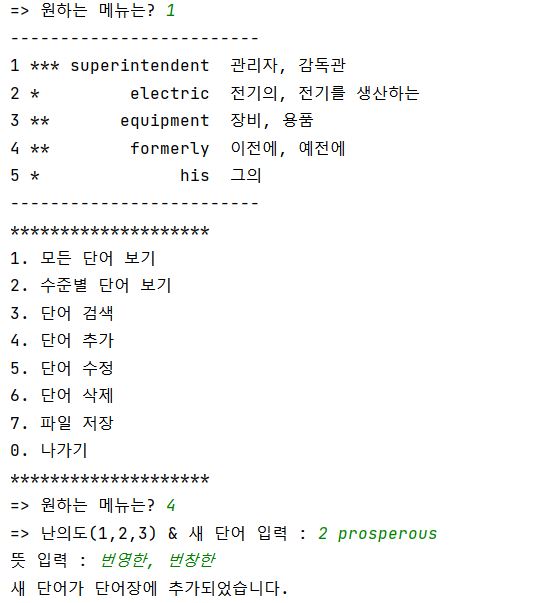 => 원하는 메뉴는? 1
-------------------------
1 *** superintendent  관리자, 감독관
2 *         electric  전기의, 전기를 생산하는
3 **       equipment  장비, 용품
4 **        formerly  이전에, 예전에
5 *              his  그의
-------------------------
********************
1. 모든 단어 보기
2. 수준별 단어 보기
3. 단어 검색
4. 단어 추가
5. 단어 수정
6. 단어 삭제
7. 파일 저장
0. 나가기
********************
=> 원하는 메뉴는? 4
=> 난의도(1,2,3) & 새 단어 입력 : 2 prosperous
뜻 입력 : 번영한, 번창한
새 단어가 단어장에 추가되었습니다.